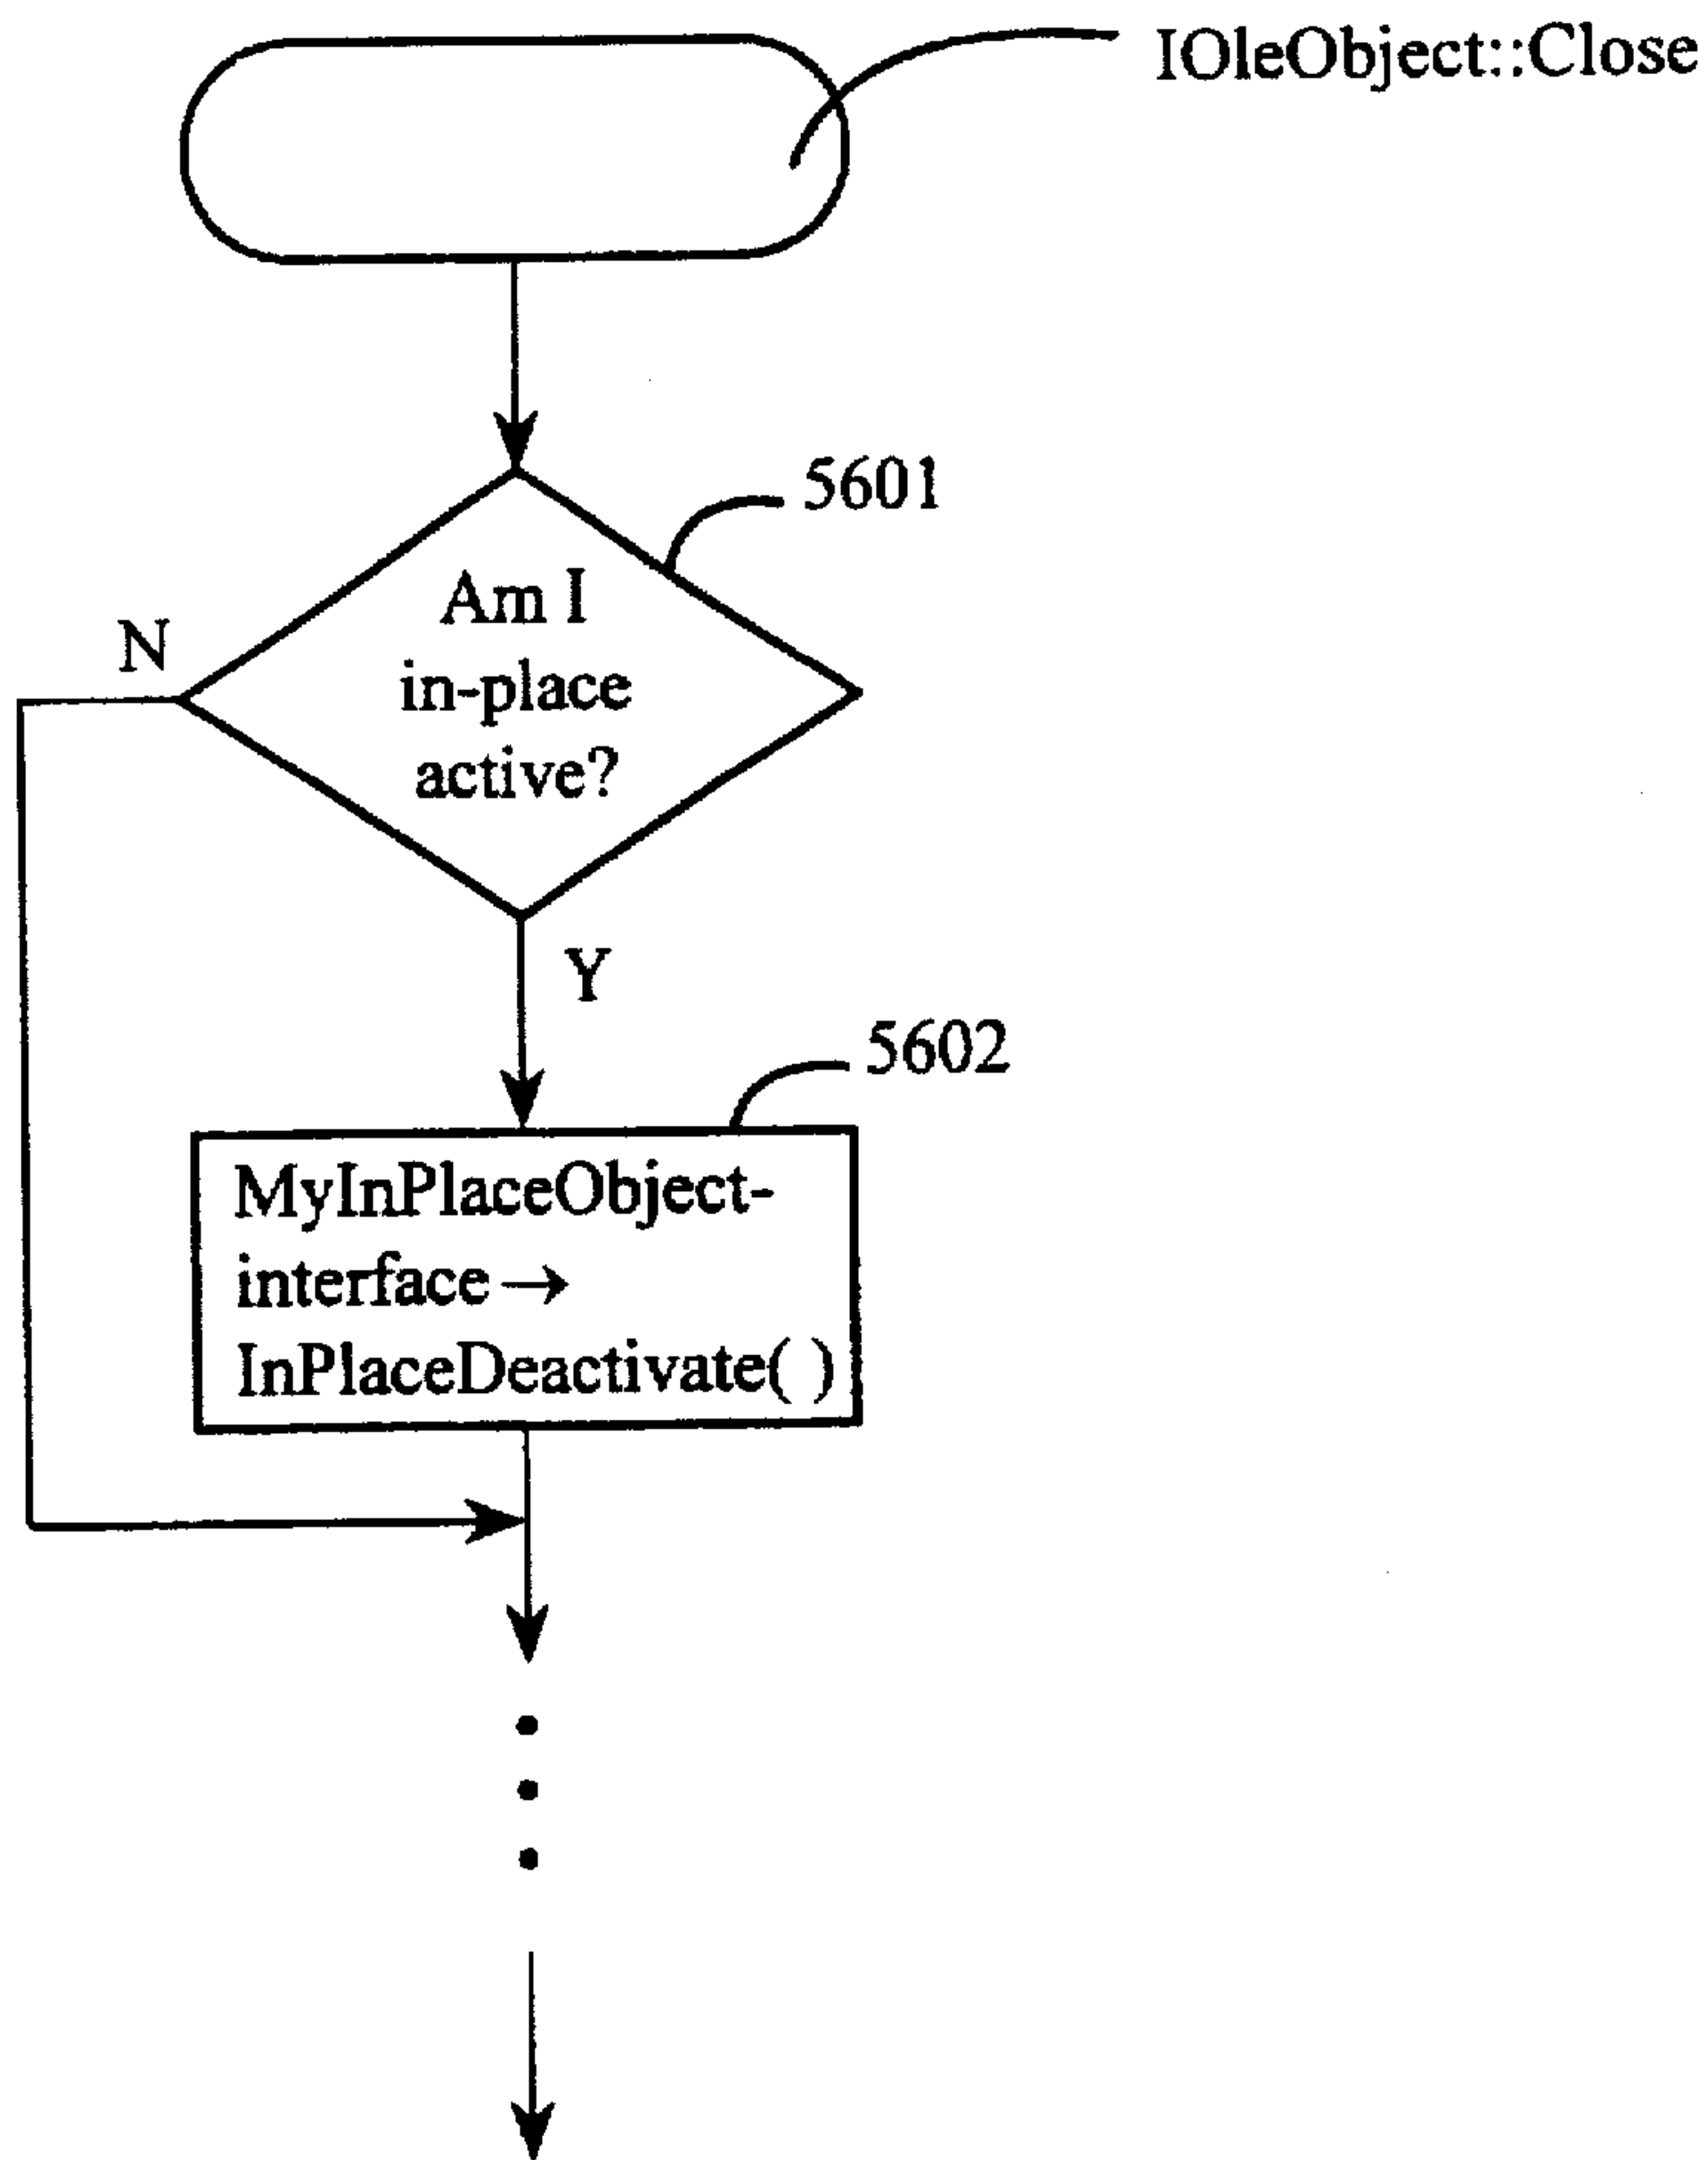 IOleObject::Close
5601
Am I
in-place
active?
N
Y
5602
MyInPlaceObject-
interface →
InPlaceDeactivate( )